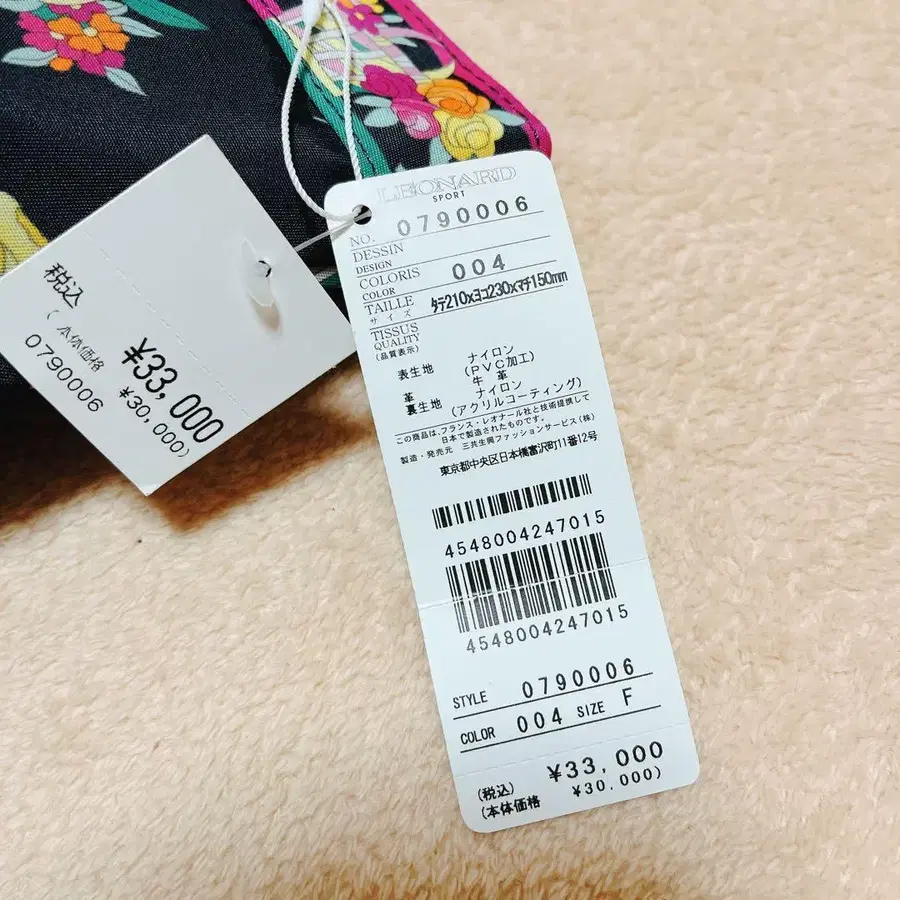 税込
¥33,000
(本体価格 ¥30,000)
0790006
LEONARD
SPORT
NO. 0790006
DESSIN
DESIGN
COLORIS 004
COLOR
TAILLE タテ210xヨコ230xマチ150mm
サイズ
TISSUS
QUALITY
(品質表示)
表生地 ナイロン
(PVC加工)
革 牛革
裏生地 ナイロン
(アクリルコーティング)
この商品は、フランス・レオナール社と技術提携して
日本で製造されたものです。
製造・発売元 三共生興ファッションサービス(株)
東京都中央区日本橋富沢町11番12号
4548004247015
4548004247015
STYLE 0790006
COLOR 004 SIZE F
(税込) ¥33,000
(本体価格 ¥30,000)